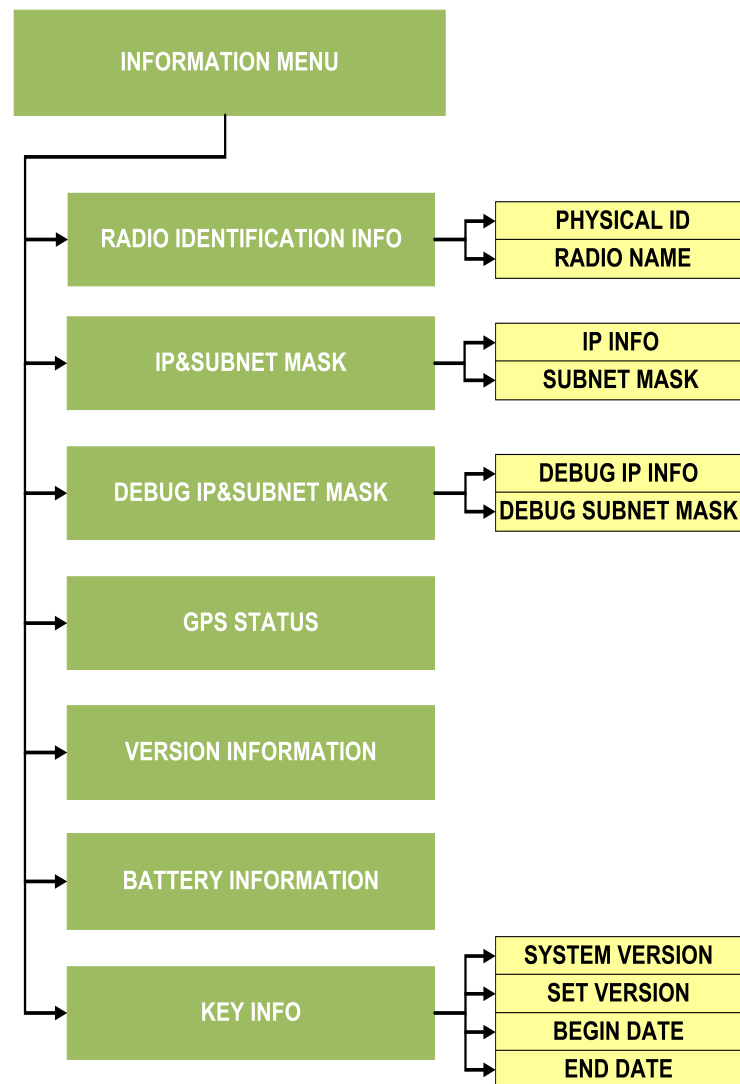 INFORMATION MENU
RADIO IDENTIFICATION INFO
PHYSICAL ID
RADIO NAME
IP&SUBNET MASK
IP INFO
SUBNET MASK
DEBUG IP&SUBNET MASK
DEBUG IP INFO
DEBUG SUBNET MASK
GPS STATUS
VERSION INFORMATION
BATTERY INFORMATION
KEY INFO
SYSTEM VERSION
SET VERSION
BEGIN DATE
END DATE